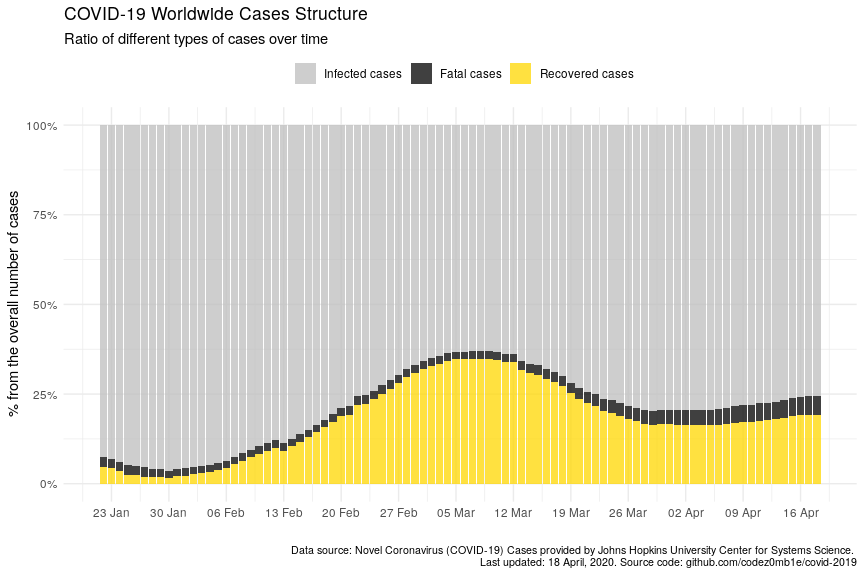 COVID-19 Worldwide Cases Structure
Ratio of different types of cases over time
Infected cases Fatal cases Recovered cases
% from the overall number of cases
100%
75%
50%
25%
0%
23 Jan 30 Jan 06 Feb 13 Feb 20 Feb 27 Feb 05 Mar 12 Mar 19 Mar 26 Mar 02 Apr 09 Apr 16 Apr
Data source: Novel Coronavirus (COVID-19) Cases provided by Johns Hopkins University Center for Systems Science.
Last updated: 18 April, 2020. Source code: github.com/codez0mb1e/covid-2019